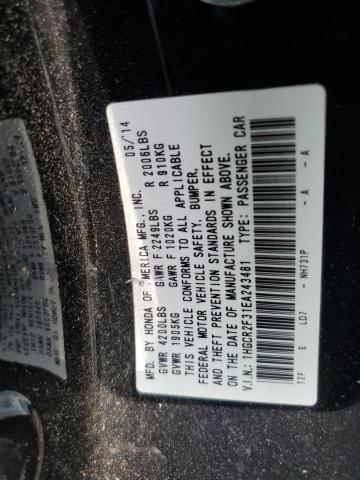 MFD. BY HONDA OF AMERICA MFG., INC. 05/14
GVWR 4200LBS GAWR F 2249LBS R 2006LBS
GVWR 1905KG GAWR F 1020KG R 910KG
THIS VEHICLE CONFORMS TO ALL APPLICABLE
FEDERAL MOTOR VEHICLE SAFETY, BUMPER,
AND THEFT PREVENTION STANDARDS IN EFFECT
ON THE DATE OF MANUFACTURE SHOWN ABOVE.
V.I.N.: 1HGCR2F31EA243481 TYPE: PASSENGER CAR
T2F E LD7 - NH731P - A - A